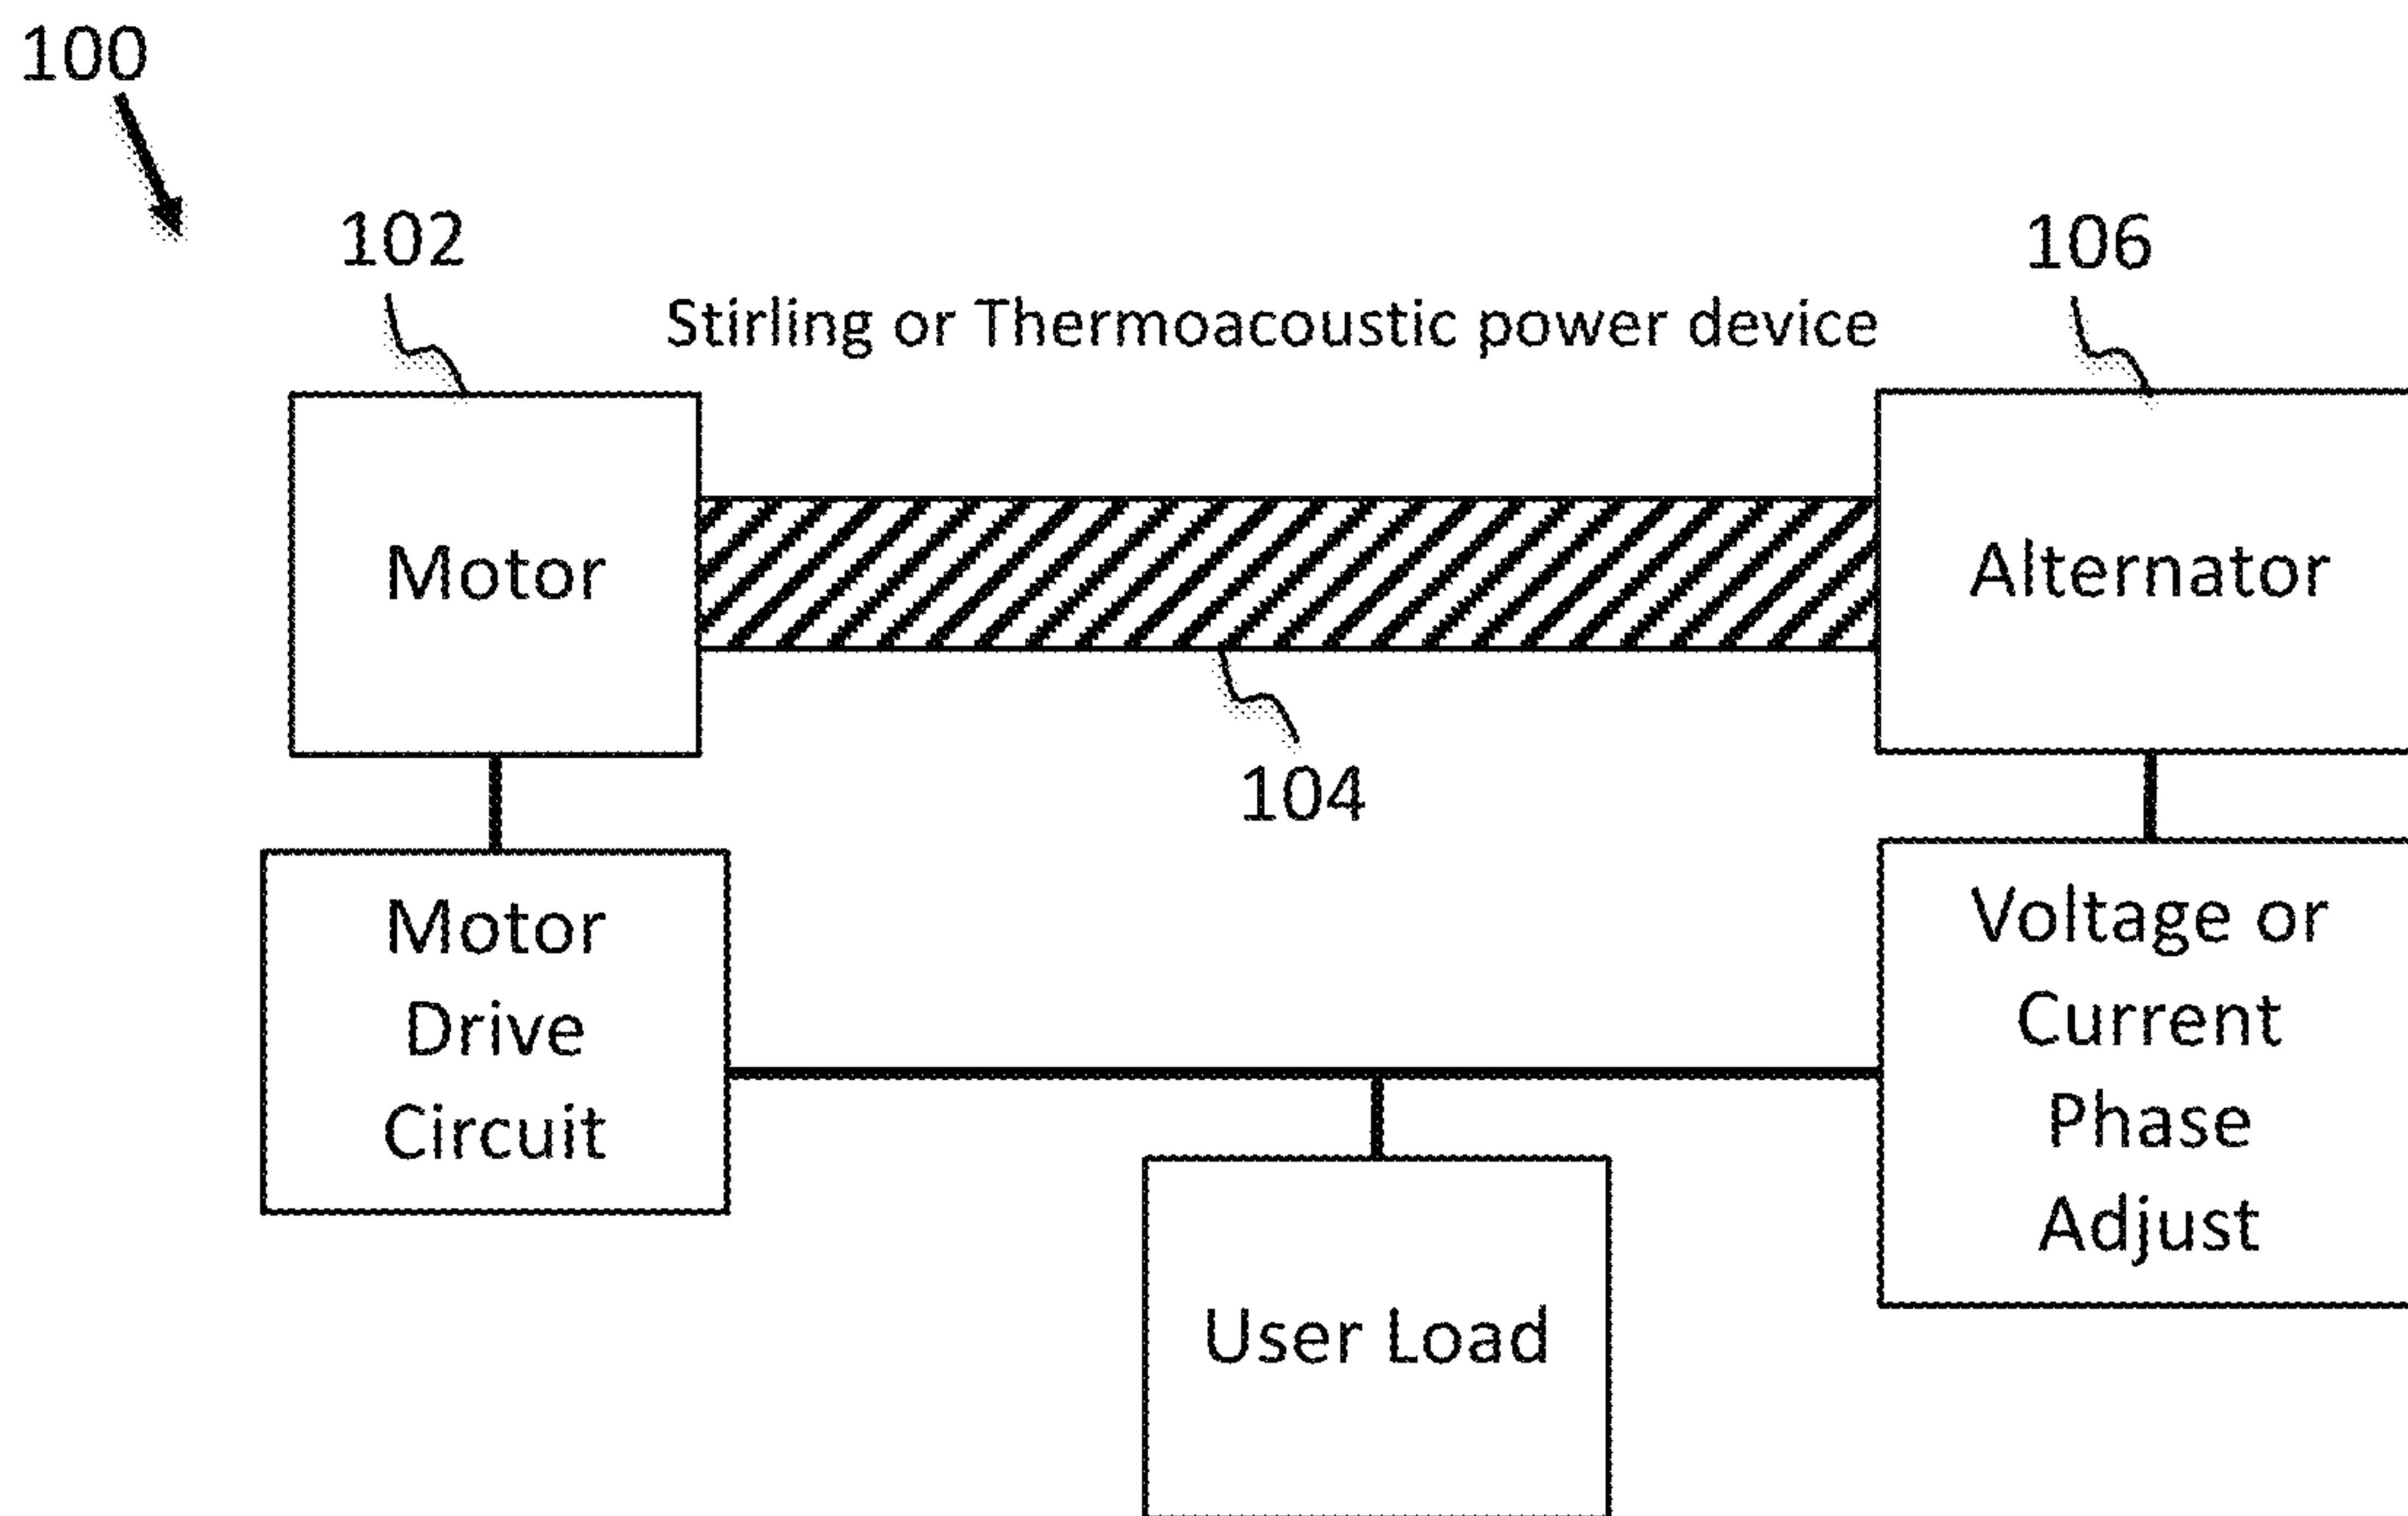 100
102
106
Stirling or Thermoacoustic power device
Motor
Alternator
104
Motor
Drive
Circuit
Voltage or
Current
Phase
Adjust
User Load